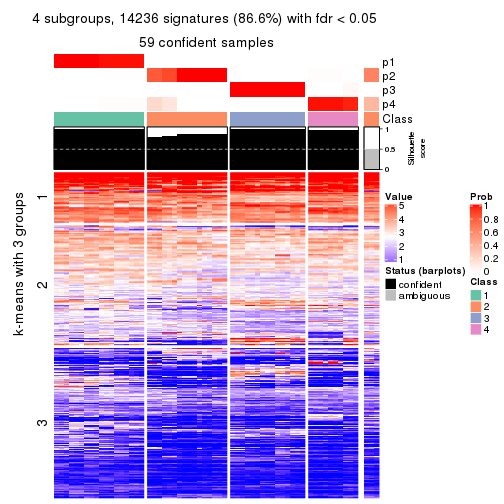 4 subgroups, 14236 signatures (86.6%) with fdr < 0.05
59 confident samples
p1
p2
p3
p4
Class
1
0.5
0
Silhouette
score
k-means with 3 groups
1
2
3
Value
5
4
3
2
1
Status (barplots)
confident
ambiguous
Prob
1
0.8
0.6
0.4
0.2
0
Class
1
2
3
4